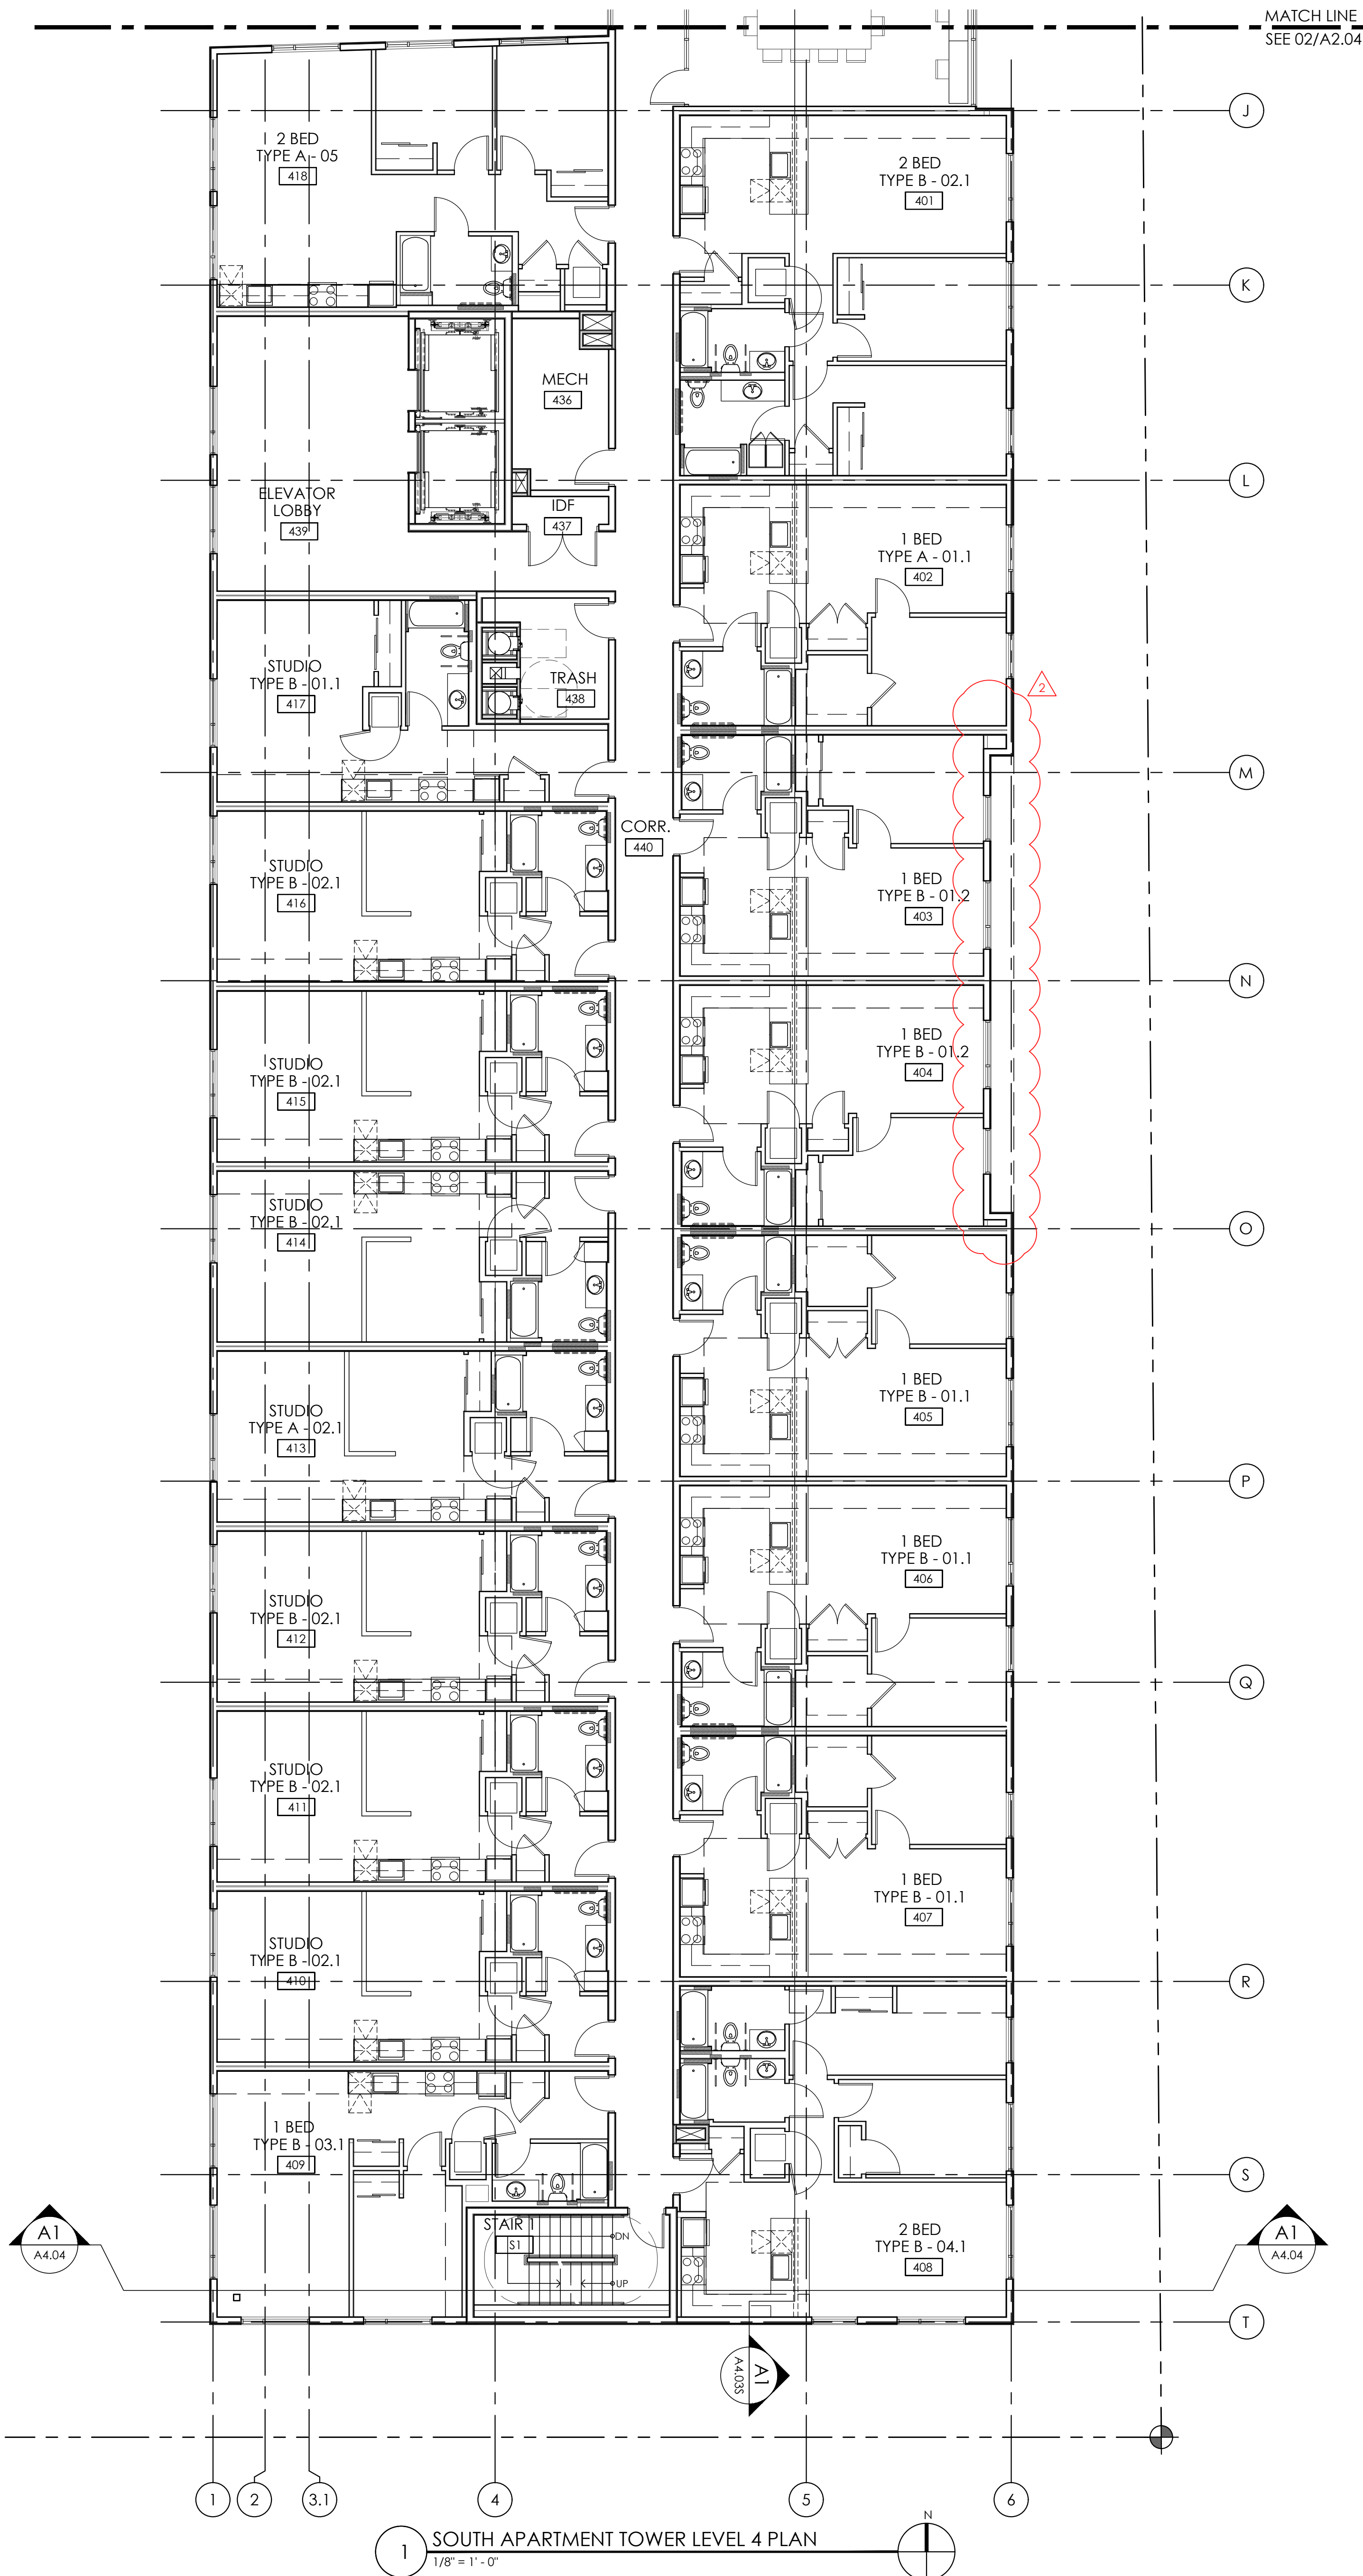 MATCH LINE
SEE 02/A2.04
J
2 BED
TYPE A - 05
418
2 BED
TYPE B - 02.1
401
K
MECH
436
L
ELEVATOR
LOBBY
439
IDF
437
1 BED
TYPE A - 01.1
402
STUDIO
TYPE B - 01.1
417
TRASH
438
2
M
CORR.
440
STUDIO
TYPE B - 02.1
416
1 BED
TYPE B - 01.2
403
N
STUDIO
TYPE B - 02.1
415
1 BED
TYPE B - 01.2
404
STUDIO
TYPE B - 02.1
414
O
STUDIO
TYPE A - 02.1
413
1 BED
TYPE B - 01.1
405
P
1 BED
TYPE B - 01.1
406
STUDIO
TYPE B - 02.1
412
Q
STUDIO
TYPE B - 02.1
411
1 BED
TYPE B - 01.1
407
STUDIO
TYPE B - 02.1
410
R
1 BED
TYPE B - 03.1
409
S
STAIR 1
S1
DN
UP
2 BED
TYPE B - 04.1
408
A1
A4.04
A1
A4.04
T
A1
A4.03S
1
2
3.1
4
5
6
1
SOUTH APARTMENT TOWER LEVEL 4 PLAN
1/8" = 1' - 0"
N